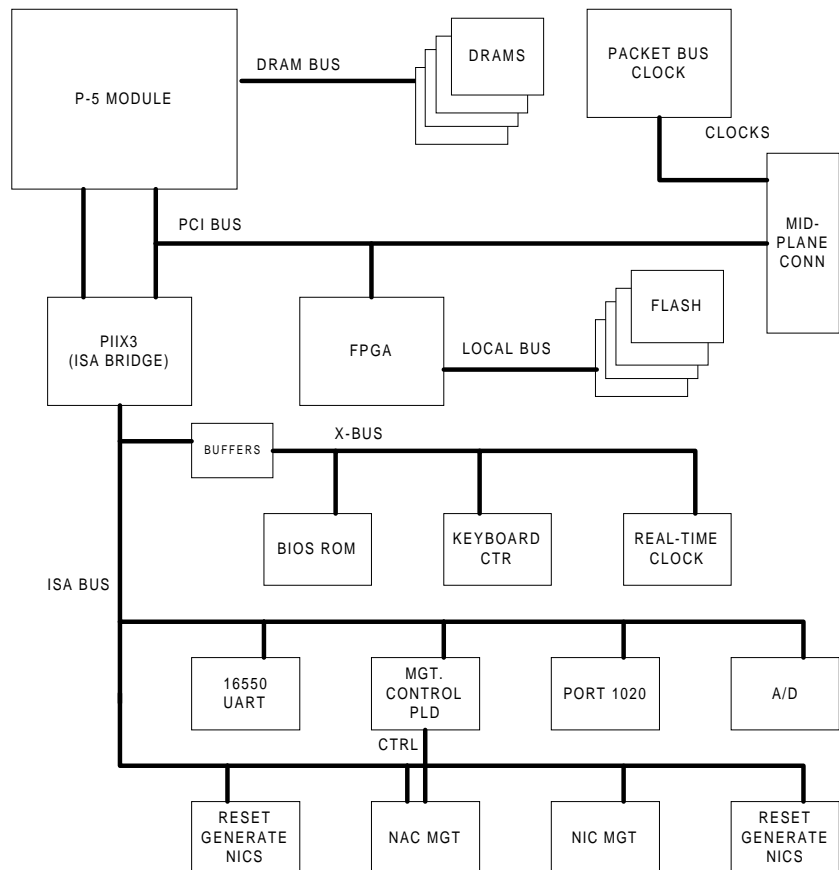 DRAM BUS
DRAMS
PACKET BUS
CLOCK
P-5 MODULE
CLOCKS
PCI BUS
MID-
PLANE
CONN
PIIX3
(ISA BRIDGE)
FPGA
LOCAL BUS
FLASH
X-BUS
BUFFERS
BIOS ROM
KEYBOARD
CTR
REAL-TIME
CLOCK
ISA BUS
16550
UART
MGT.
CONTROL
PLD
PORT 1020
A/D
CTRL
RESET
GENERATE
NICS
NAC MGT
NIC MGT
RESET
GENERATE
NICS